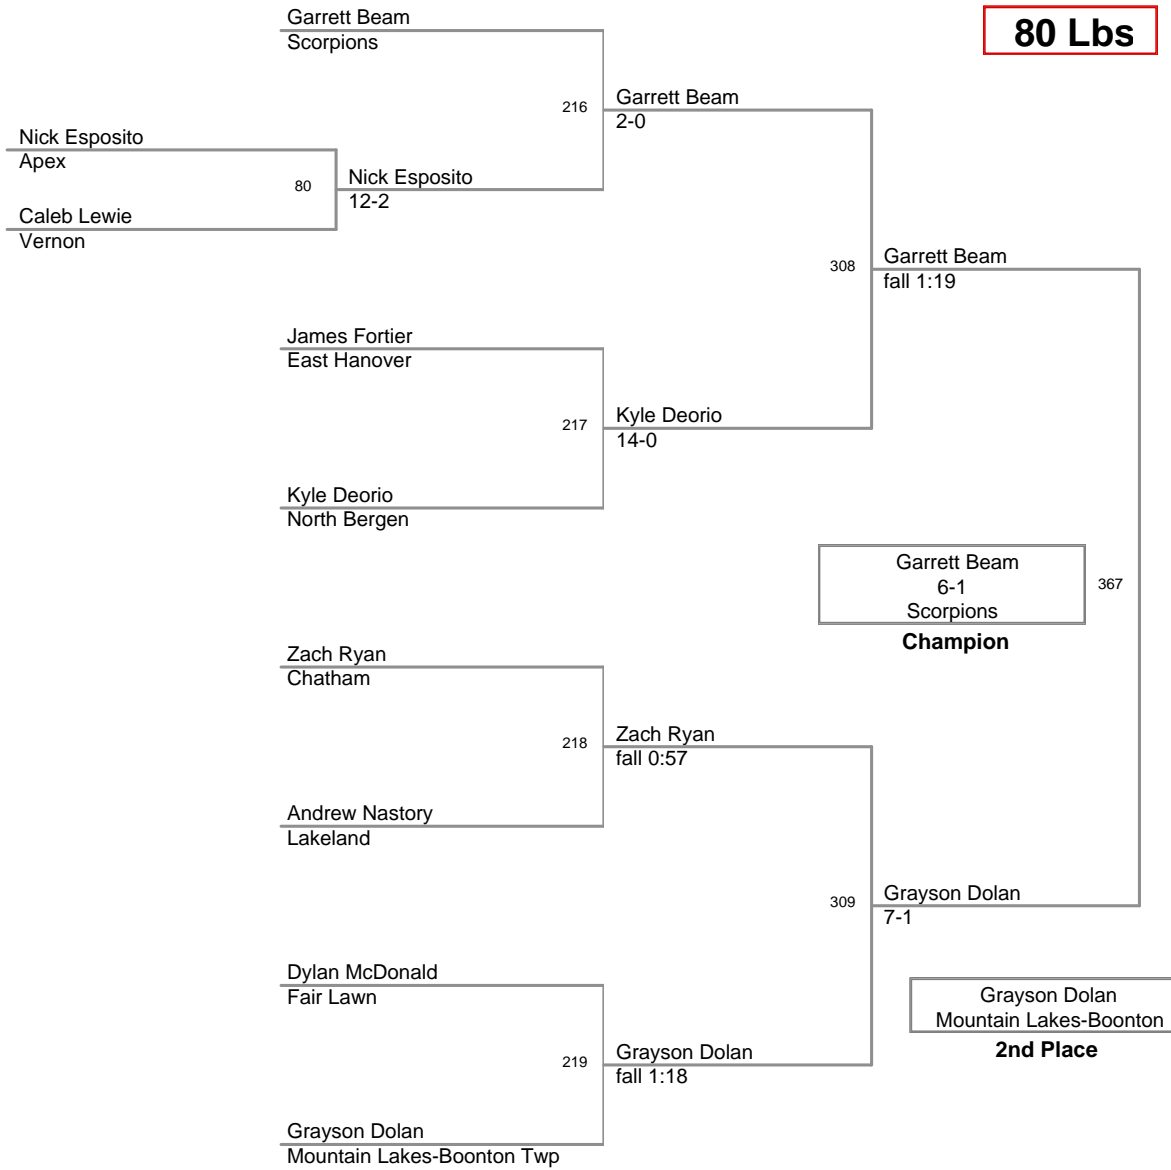 Garrett Beam
Scorpions
80 Lbs
216
Garrett Beam
2-0
Nick Esposito
Apex
80
Nick Esposito
12-2
Caleb Lewie
Vernon
308
Garrett Beam
fall 1:19
James Fortier
East Hanover
217
Kyle Deorio
14-0
Kyle Deorio
North Bergen
Garrett Beam
6-1
Scorpions
367
Champion
Zach Ryan
Chatham
218
Zach Ryan
fall 0:57
Andrew Nastory
Lakeland
309
Grayson Dolan
7-1
Dylan McDonald
Fair Lawn
Grayson Dolan
Mountain Lakes-Boonton
2nd Place
219
Grayson Dolan
fall 1:18
Grayson Dolan
Mountain Lakes-Boonton Twp